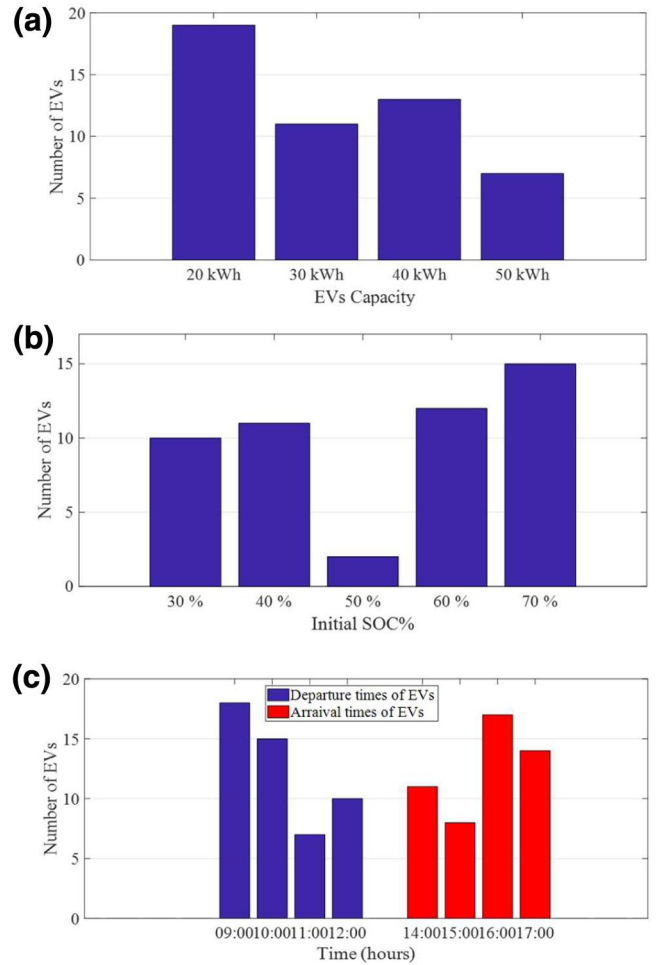 (a)
20
15
10
5
0
Number of EVs
20 kWh 30 kWh 40 kWh 50 kWh
EVs Capacity
(b)
15
10
5
0
Number of EVs
30 % 40 % 50 % 60 % 70 %
Initial SOC%
(c)
20
15
10
5
0
Number of EVs
Departure times of EVs
Arraival times of EVs
09:0010:0011:0012:00 14:0015:0016:0017:00
Time (hours)